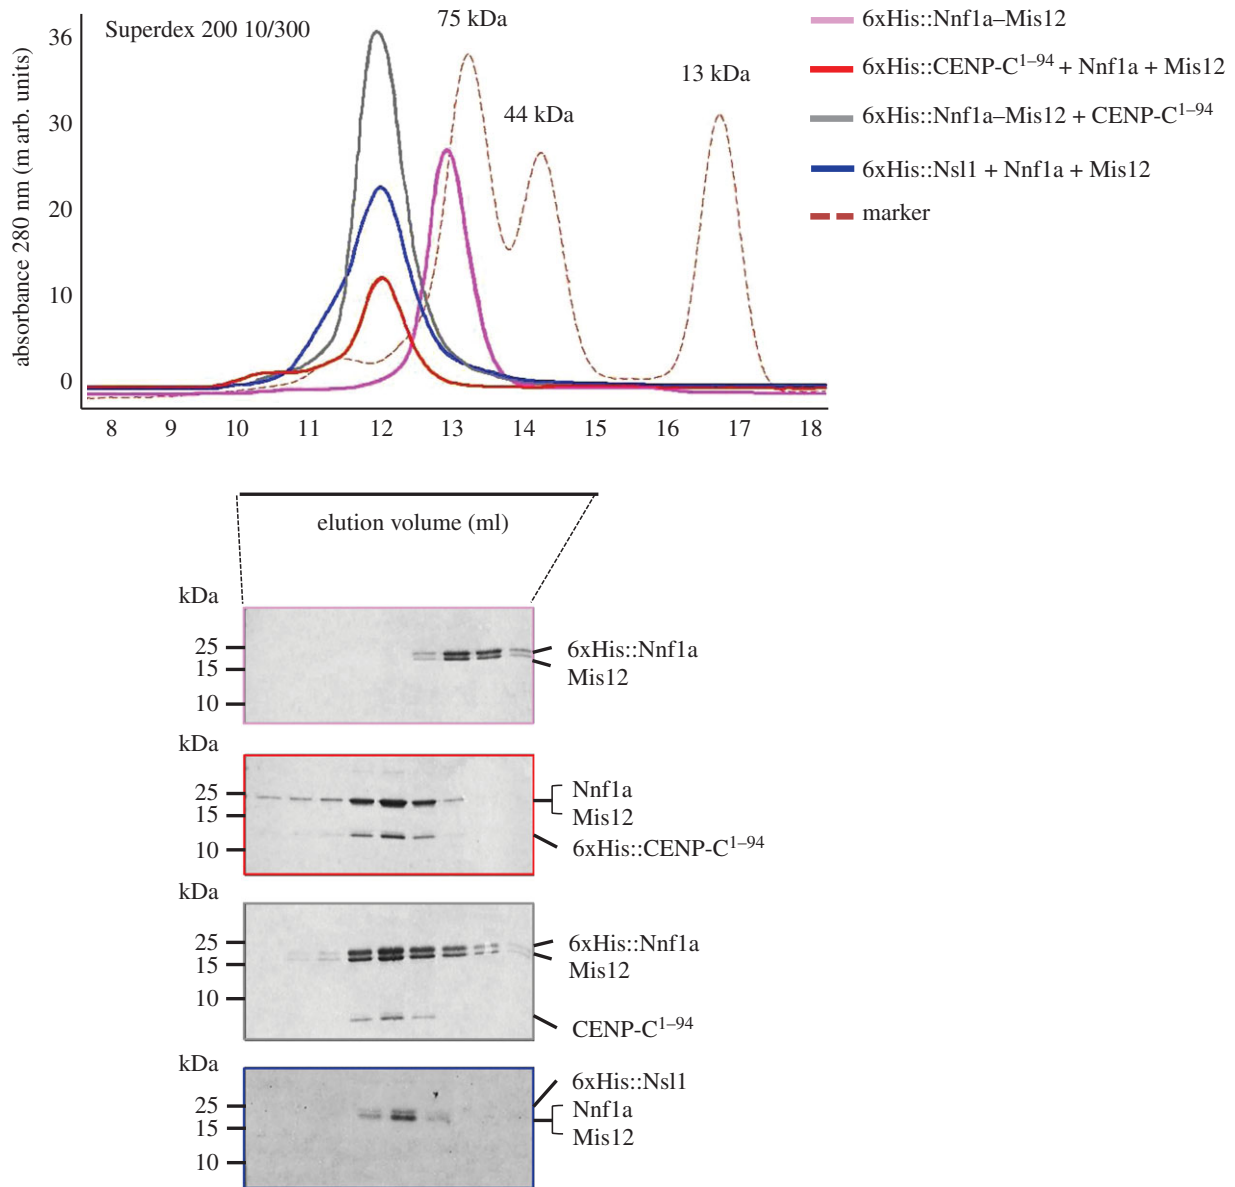 Superdex 200 10/300
75 kDa
44 kDa
13 kDa
6xHis::Nnf1a–Mis12
6xHis::CENP-C1–94 + Nnf1a + Mis12
6xHis::Nnf1a–Mis12 + CENP-C1–94
6xHis::Nsl1 + Nnf1a + Mis12
marker
absorbance 280 nm (m arb. units)
36
30
20
10
0
8 9 10 11 12 13 14 15 16 17 18
elution volume (ml)
kDa
25
15
10
6xHis::Nnf1a
Mis12
kDa
25
15
10
Nnf1a
Mis12
6xHis::CENP-C1–94
kDa
25
15
10
6xHis::Nnf1a
Mis12
CENP-C1–94
kDa
25
15
10
6xHis::Nsl1
Nnf1a
Mis12